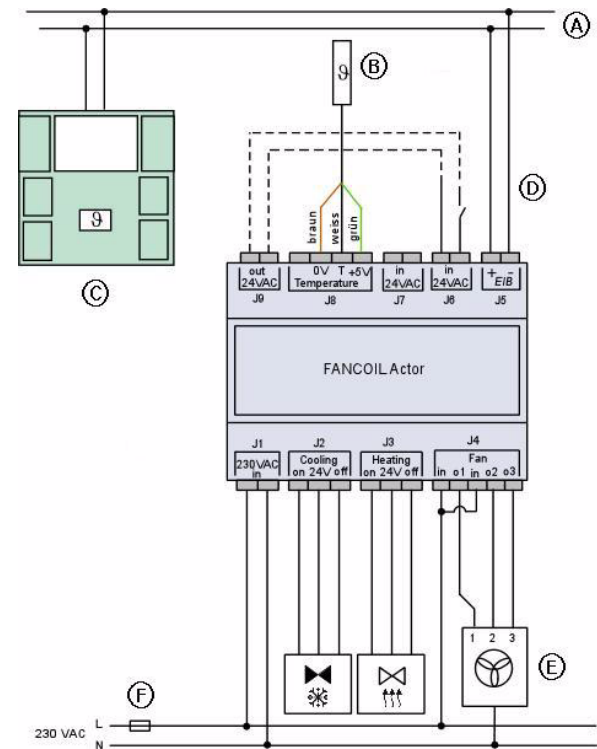 A
B
ϑ
D
ϑ
C
braun
weiss
grün
out
24VAC
J9
0V T +5V
Temperature
J8
in
24VAC
J7
in
24VAC
J6
+ -
EIB
J5
FANCOIL Actor
J1
230 VAC
in
J2
Cooling
on 24V off
J3
Heating
on 24V off
J4
Fan
in o1 in o2 o3
1 2 3
E
F
230 VAC
L
N